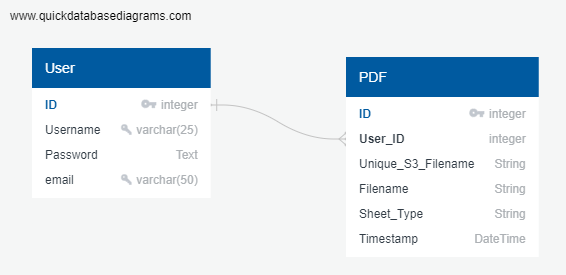 www.quickdatabasediagrams.com
User
ID integer
Username varchar(25)
Password Text
email varchar(50)
PDF
ID integer
User_ID integer
Unique_S3_Filename String
Filename String
Sheet_Type String
Timestamp DateTime